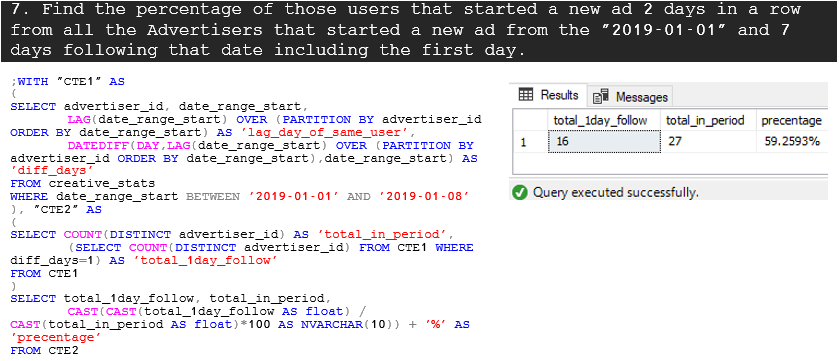 7. Find the percentage of those users that started a new ad 2 days in a row
from all the Advertisers that started a new ad from the "2019-01-01" and 7
days following that date including the first day.
;WITH "CTE1" AS
(
SELECT advertiser_id, date_range_start,
LAG(date_range_start) OVER (PARTITION BY advertiser_id
ORDER BY date_range_start) AS 'lag_day_of_same_user',
DATEDIFF(DAY,LAG(date_range_start) OVER (PARTITION BY
advertiser_id ORDER BY date_range_start),date_range_start) AS
'diff_days'
FROM creative_stats
WHERE date_range_start BETWEEN '2019-01-01' AND '2019-01-08'
), "CTE2" AS
(
SELECT COUNT(DISTINCT advertiser_id) AS 'total_in_period',
(SELECT COUNT(DISTINCT advertiser_id) FROM CTE1 WHERE
diff_days=1) AS 'total_1day_follow'
FROM CTE1
)
SELECT total_1day_follow, total_in_period,
CAST(CAST(total_1day_follow AS float) /
CAST(total_in_period AS float)*100 AS NVARCHAR(10)) + '%' AS
'precentage'
FROM CTE2
Results Messages
total_1day_follow total_in_period precentage
1 16 27 59.2593%
Query executed successfully.